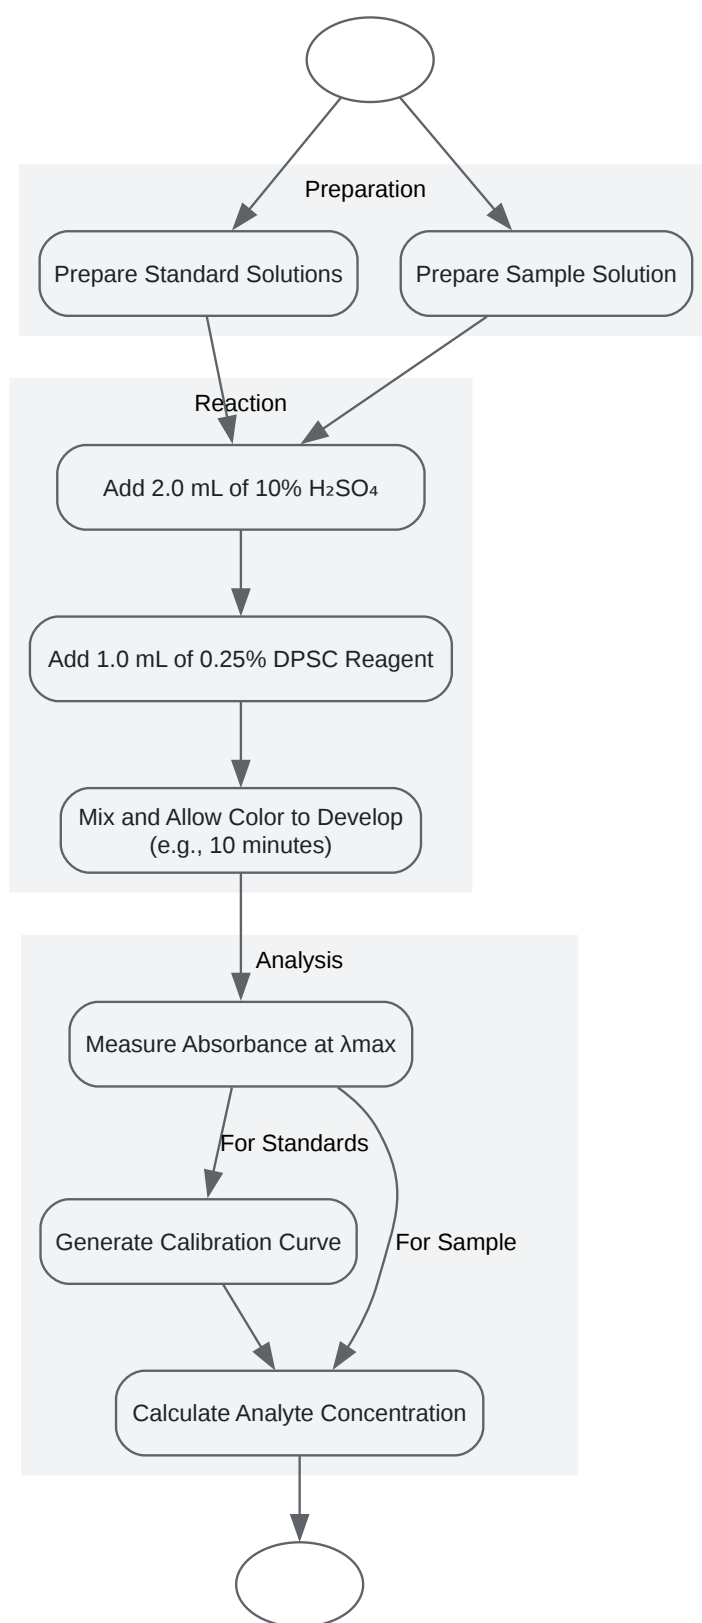 Preparation
Prepare Standard Solutions
Prepare Sample Solution
Reaction
Add 2.0 mL of 10% H₂SO₄
Add 1.0 mL of 0.25% DPSC Reagent
Mix and Allow Color to Develop
(e.g., 10 minutes)
Analysis
Measure Absorbance at λmax
For Standards
Generate Calibration Curve
For Sample
Calculate Analyte Concentration